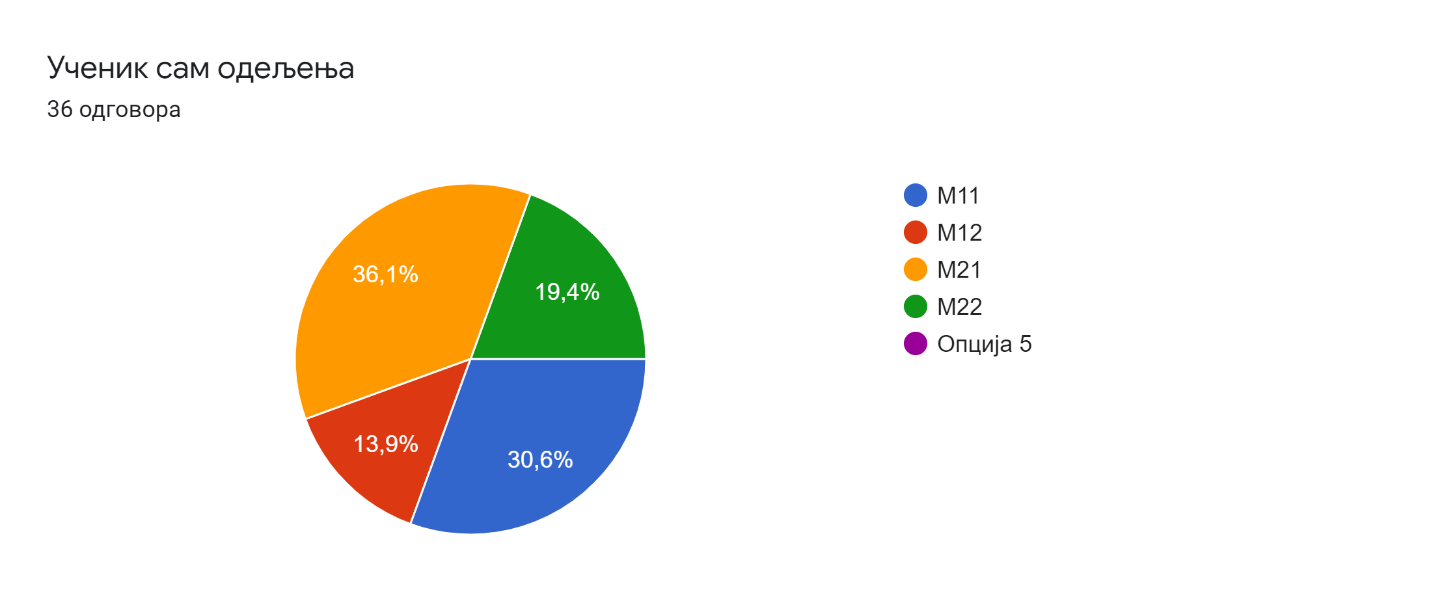 Ученик сам одељења
36 одговора
36,1%
19,4%
13,9%
30,6%
М11
М12
М21
М22
Опција 5